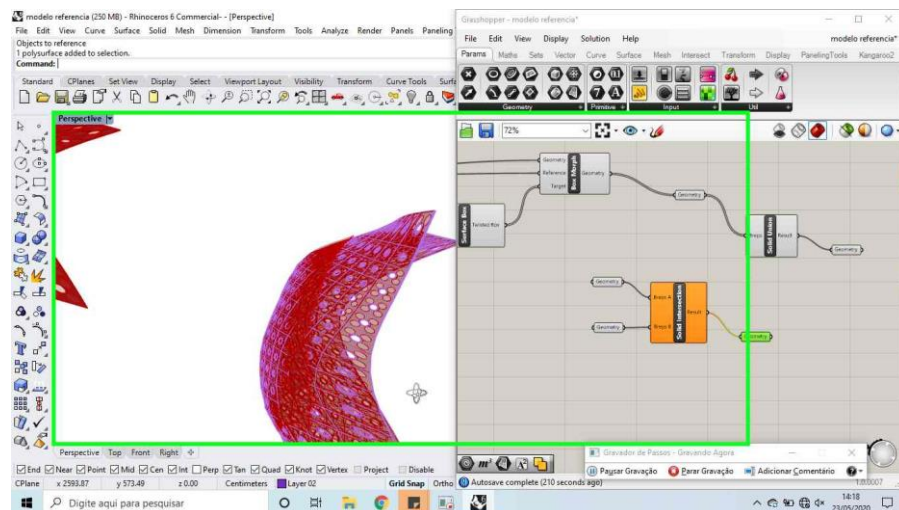 modelo referencia (250 MB) - Rhinoceros 6 Commercial- - [Perspective]
File Edit View Curve Surface Solid Mesh Dimension Transform Tools Analyze Render Panels Paneling
Objects to reference
1 polysurface added to selection.
Command:
Standard CPlanes Set View Display Select Viewport Layout Visibility Transform Curve Tools Surfa
Perspective
Perspective Top Front Right
End Near Point Mid Cen Int Perp Tan Quad Knot Vertex Project Disable
CPlane x 2593.87 y 573.49 z 0.00 Centimeters Layer 02 Grid Snap Ortho
Grasshopper - modelo referencia*
File Edit View Display Solution Help modelo referencia*
Params Maths Sets Vector Curve Surface Mesh Intersect Transform Display PanelingTools Kangaroo2
Geometry Primitive Input Util
72%
Geometry
Reference
Target
Box Morph
Geometry
Surface Box
Twisted Box
Geometry
Breps
Solid Union
Result
Geometry
Geometry
Breps A
Geometry
Breps B
Solid Intersection
Result
Geometry
Gravador de Passos - Gravando Agora
Pausar Gravação Parar Gravação Adicionar Comentário
Autosave complete (210 seconds ago)
1.0.0007
Digite aqui para pesquisar
14:18
23/05/2020